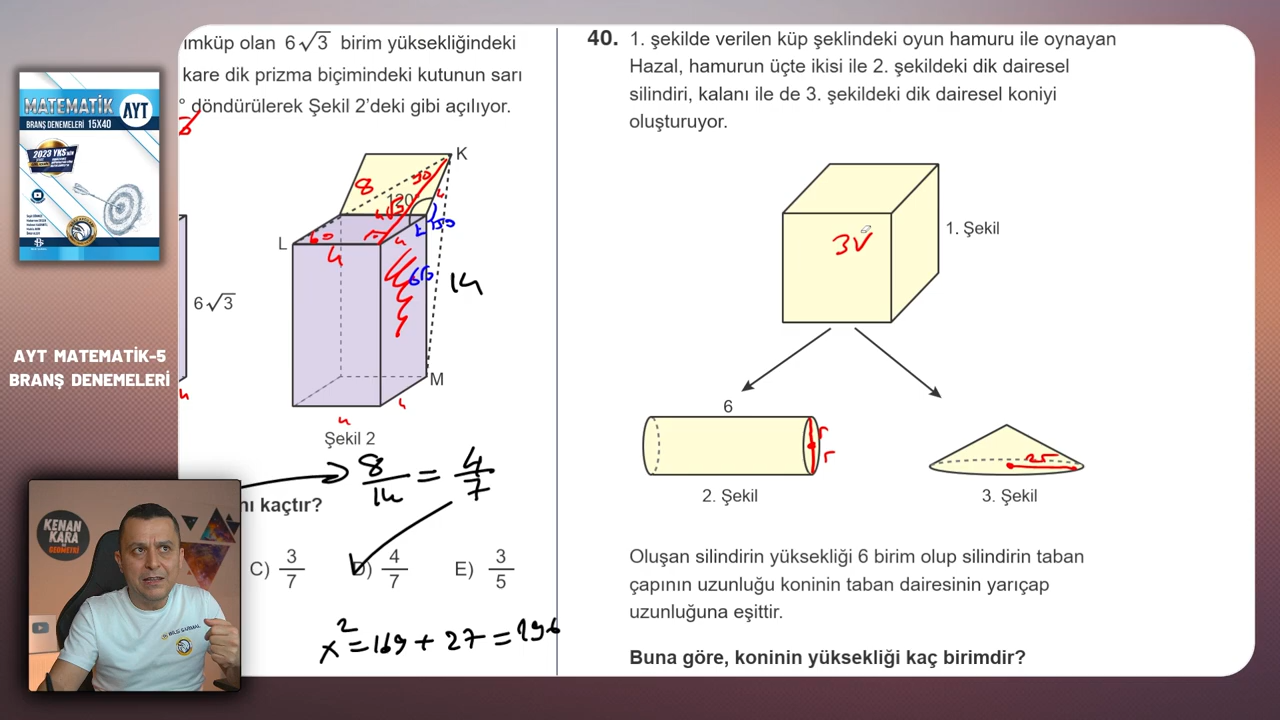 MATEMATİK
AYT
BRANŞ DENEMELERİ 15X40
2023 YKS'NİN
AYT MATEMATİK-5
BRANŞ DENEMELERİ
KENAN
KARA
GEOMETRİ
imküp olan 6√3 birim yüksekliğindeki
kare dik prizma biçimindeki kutunun sarı
° döndürülerek Şekil 2'deki gibi açılıyor.
K
8
120°
L
6√3
14
M
Şekil 2
8/14 = 4/7
nı kaçtır?
C) 3/7 D) 4/7 E) 3/5
x² = 169 + 27 = 196
40. 1. şekilde verilen küp şeklindeki oyun hamuru ile oynayan
Hazal, hamurun üçte ikisi ile 2. şekildeki dik dairesel
silindiri, kalanı ile de 3. şekildeki dik dairesel koniyi
oluşturuyor.
3V
1. Şekil
6
r
r
2r
2. Şekil
3. Şekil
Oluşan silindirin yüksekliği 6 birim olup silindirin taban
çapının uzunluğu koninin taban dairesinin yarıçap
uzunluğuna eşittir.
Buna göre, koninin yüksekliği kaç birimdir?